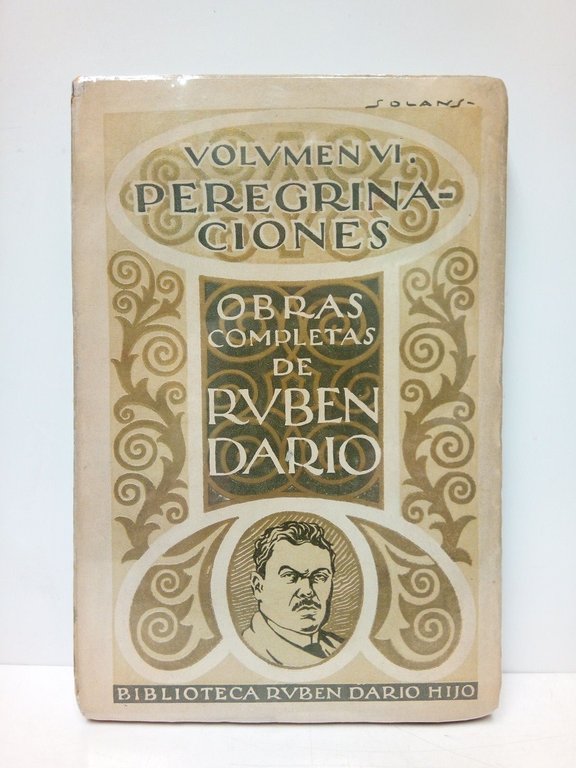 SOLANS-
VOLVMEN VI.
PEREGRINA=
CIONES
OBRAS
COMPLETAS
DE
RVBEN
DARIO
BIBLIOTECA RVBEN DARIO HIJO